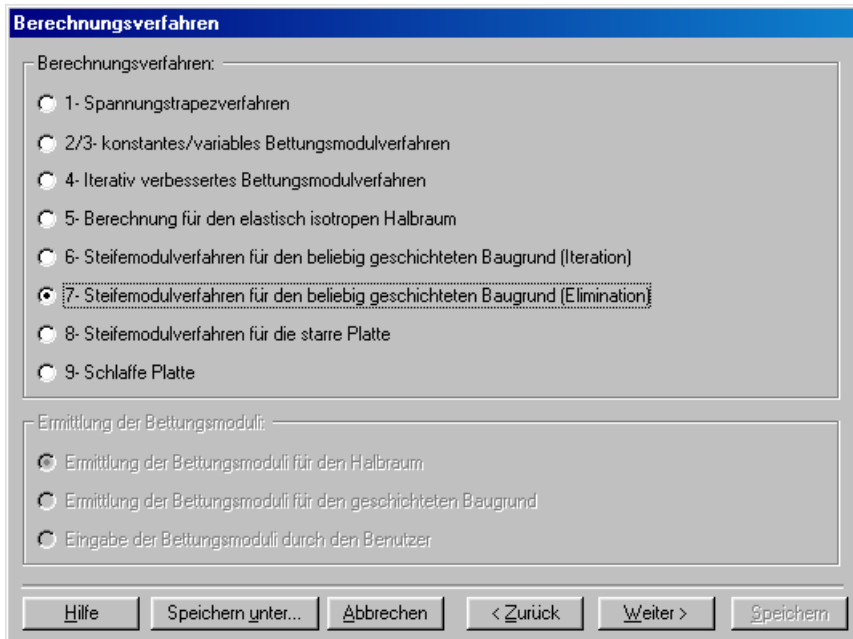 Berechnungsverfahren
Berechnungsverfahren:
1- Spannungstrapezverfahren
2/3- konstantes/variables Bettungsmodulverfahren
4- Iterativ verbessertes Bettungsmodulverfahren
5- Berechnung für den elastisch isotropen Halbraum
6- Steifemodulverfahren für den beliebig geschichteten Baugrund (Iteration)
7- Steifemodulverfahren für den beliebig geschichteten Baugrund (Elimination)
8- Steifemodulverfahren für die starre Platte
9- Schlaffe Platte
Ermittlung der Bettungsmoduli:
Ermittlung der Bettungsmoduli für den Halbraum
Ermittlung der Bettungsmoduli für den geschichteten Baugrund
Eingabe der Bettungsmoduli durch den Benutzer
Hilfe Speichern unter... Abbrechen < Zurück Weiter > Speichern